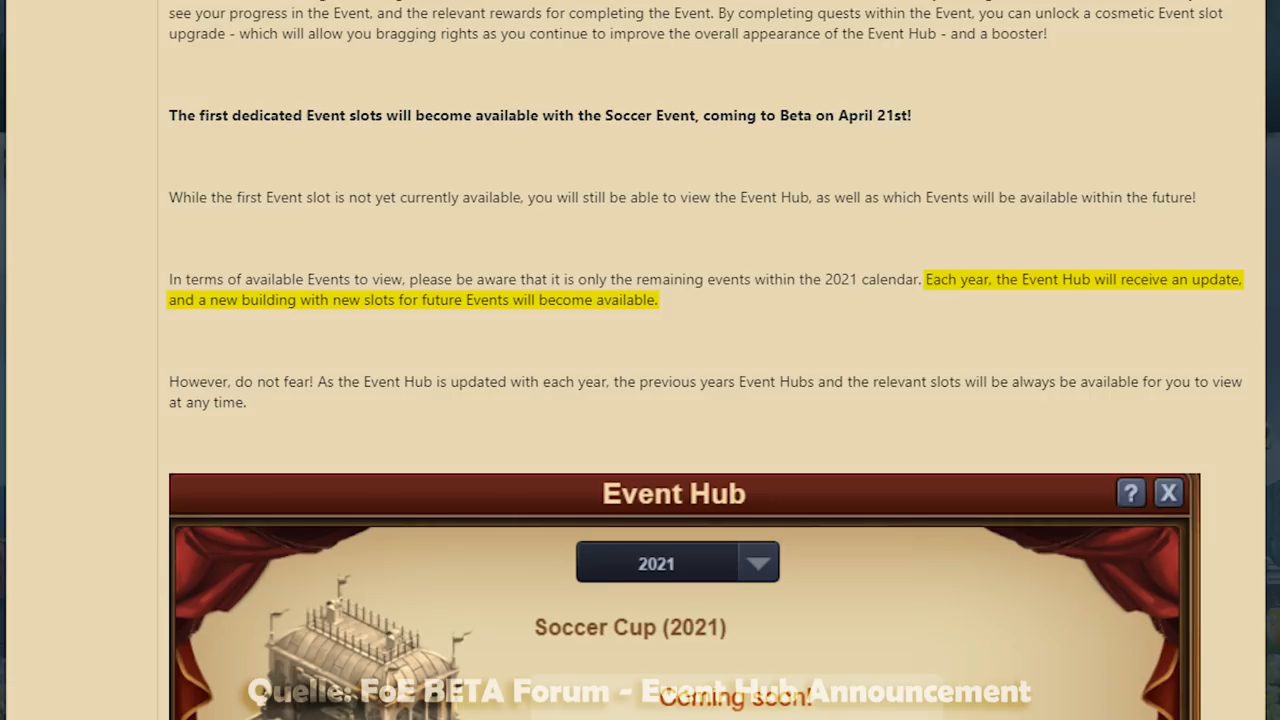 see your progress in the Event, and the relevant rewards for completing the Event. By completing quests within the Event, you can unlock a cosmetic Event slot
upgrade - which will allow you bragging rights as you continue to improve the overall appearance of the Event Hub - and a booster!
The first dedicated Event slots will become available with the Soccer Event, coming to Beta on April 21st!
While the first Event slot is not yet currently available, you will still be able to view the Event Hub, as well as which Events will be available within the future!
In terms of available Events to view, please be aware that it is only the remaining events within the 2021 calendar. Each year, the Event Hub will receive an update,
and a new building with new slots for future Events will become available.
However, do not fear! As the Event Hub is updated with each year, the previous years Event Hubs and the relevant slots will be always be available for you to view
at any time.
Event Hub
? X
2021
Soccer Cup (2021)
Coming soon!
Quelle: FoE BETA Forum - Event Hub Announcement